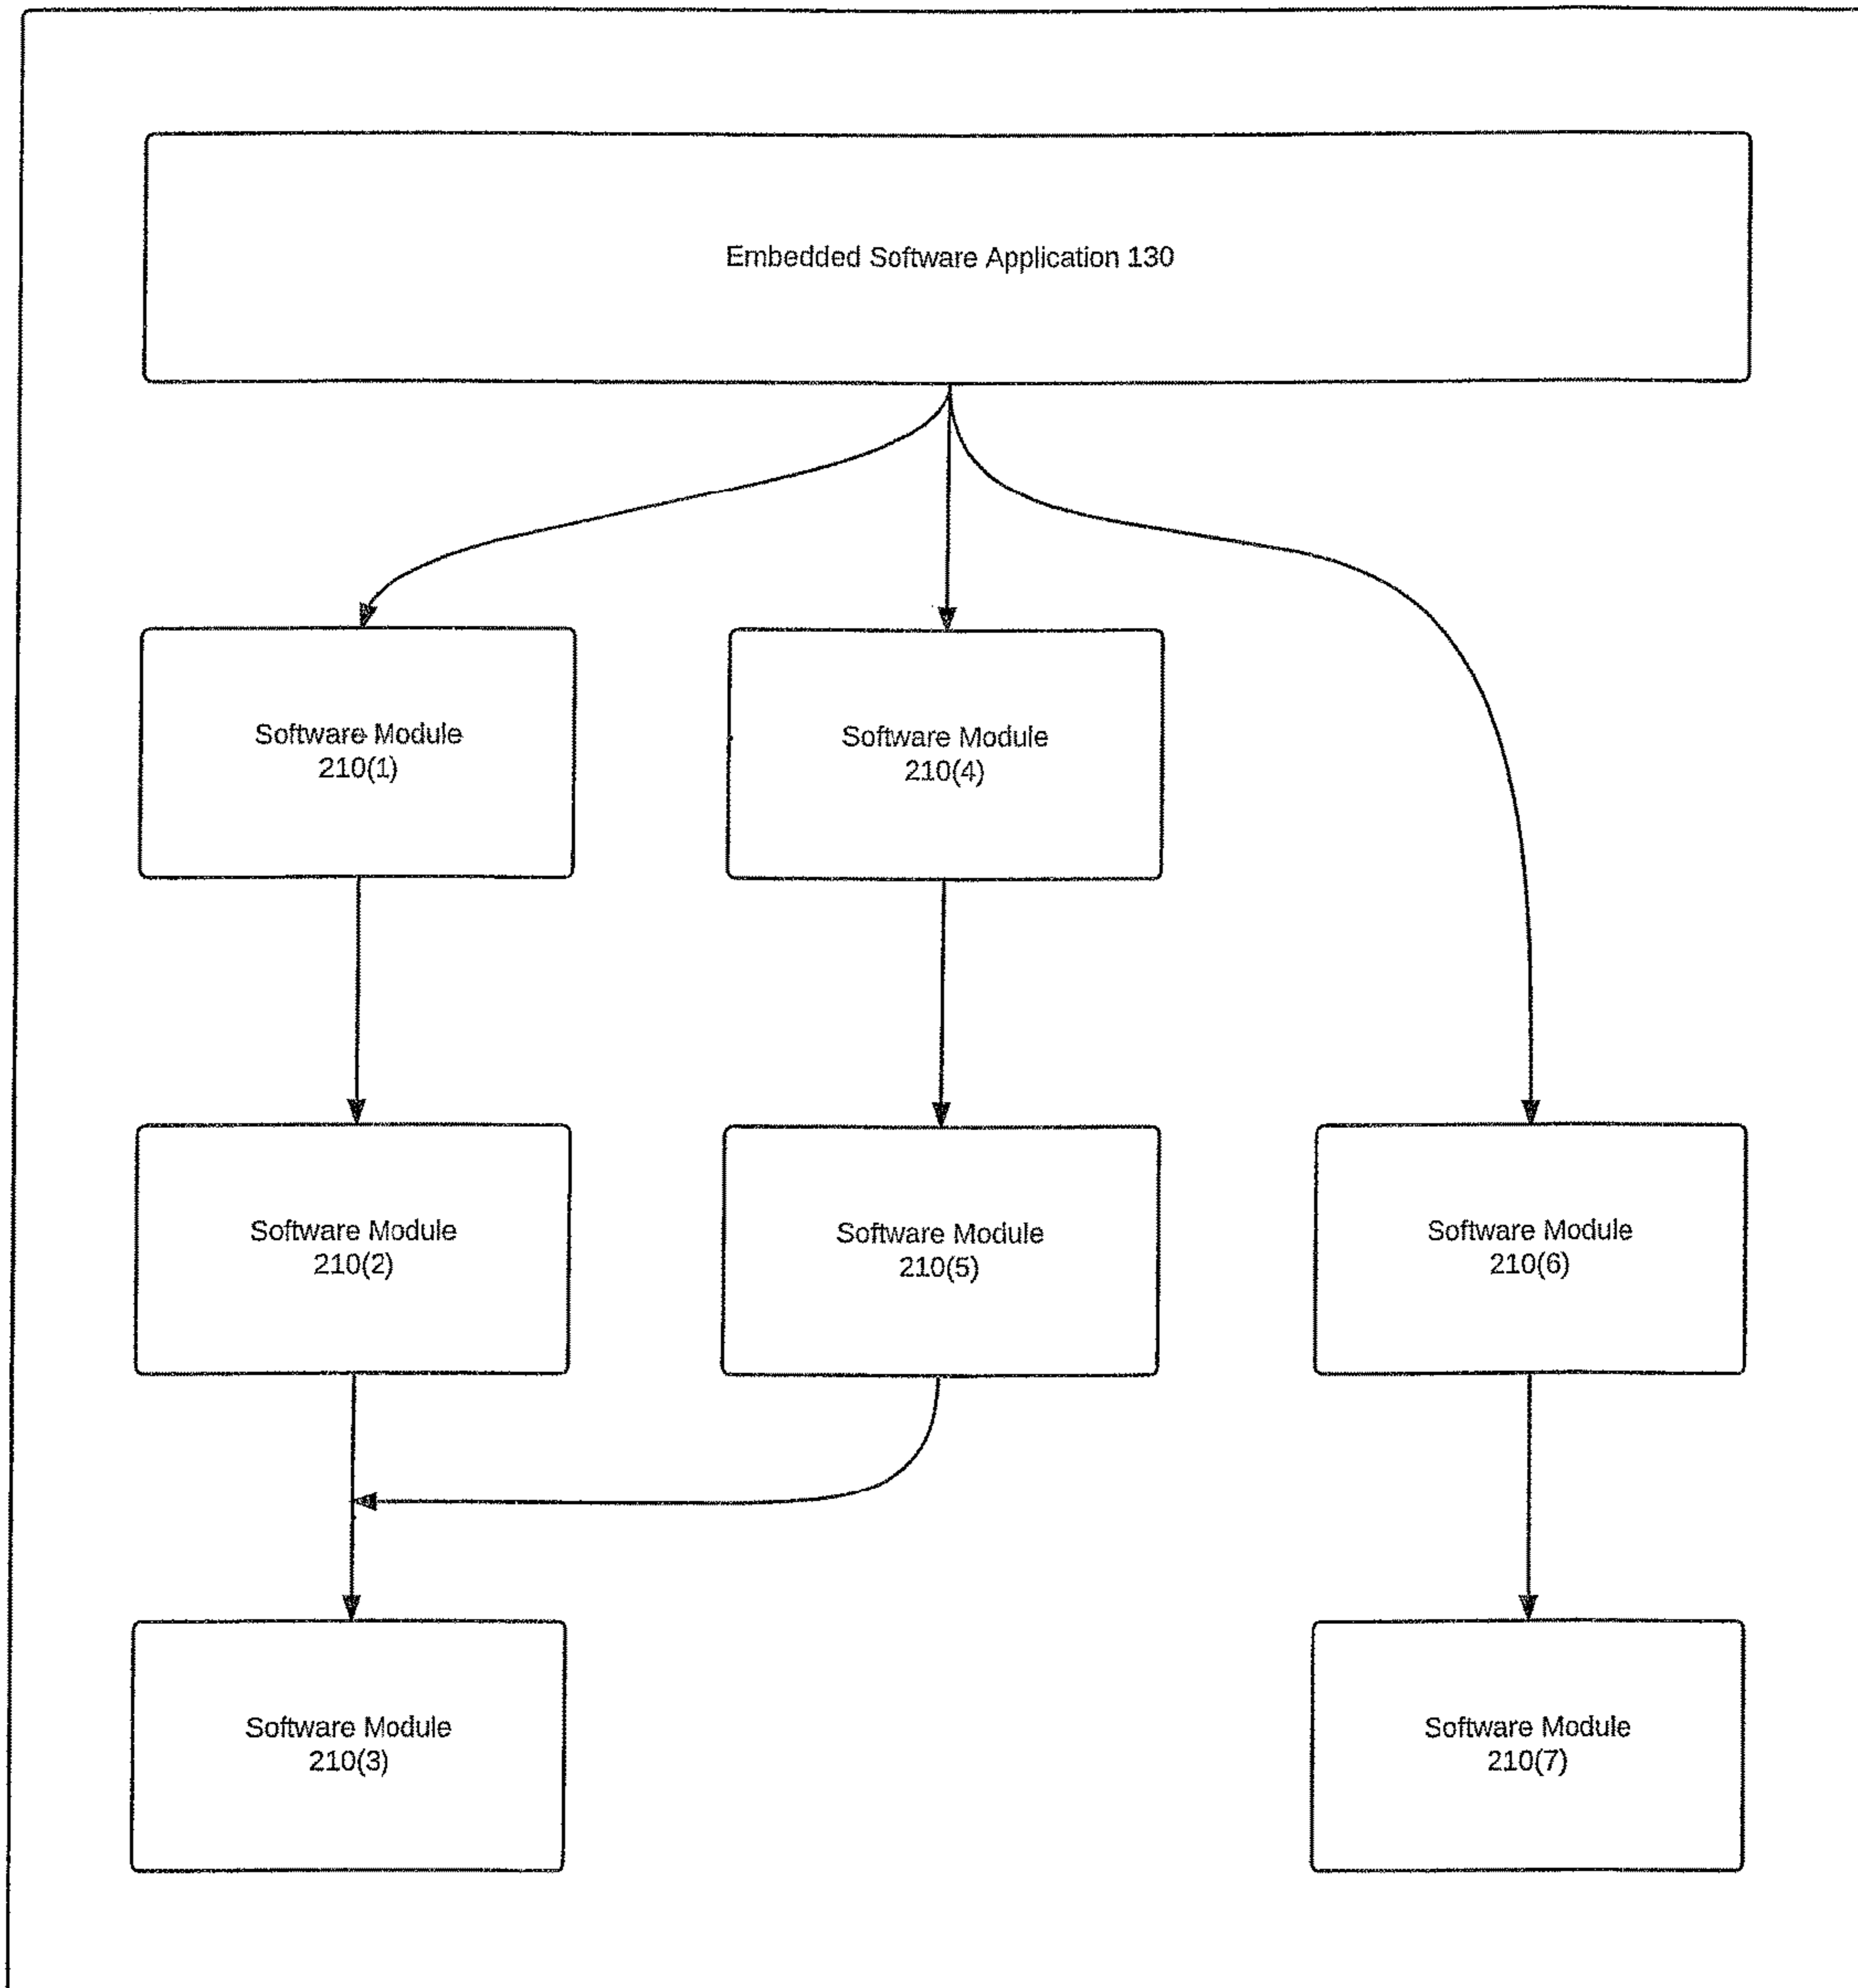 Embedded Software Application 130
Software Module
210(1)
Software Module
210(4)
Software Module
210(2)
Software Module
210(5)
Software Module
210(6)
Software Module
210(3)
Software Module
210(7)